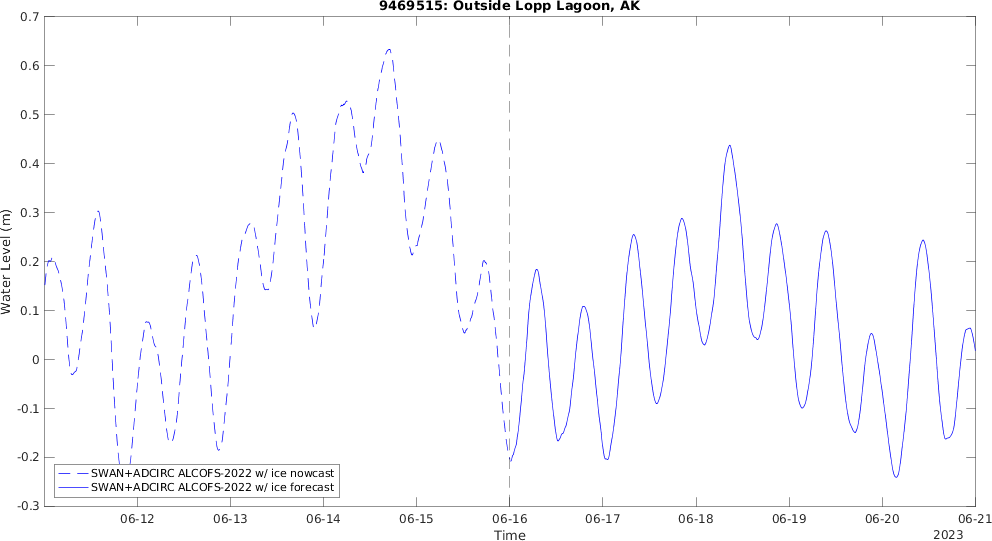 9469515: Outside Lopp Lagoon, AK
0.7
0.6
0.5
0.4
0.3
0.2
0.1
0
-0.1
-0.2
-0.3
Water Level (m)
SWAN+ADCIRC ALCOFS-2022 w/ ice nowcast
SWAN+ADCIRC ALCOFS-2022 w/ ice forecast
06-12 06-13 06-14 06-15 06-16 06-17 06-18 06-19 06-20 06-21
Time
2023